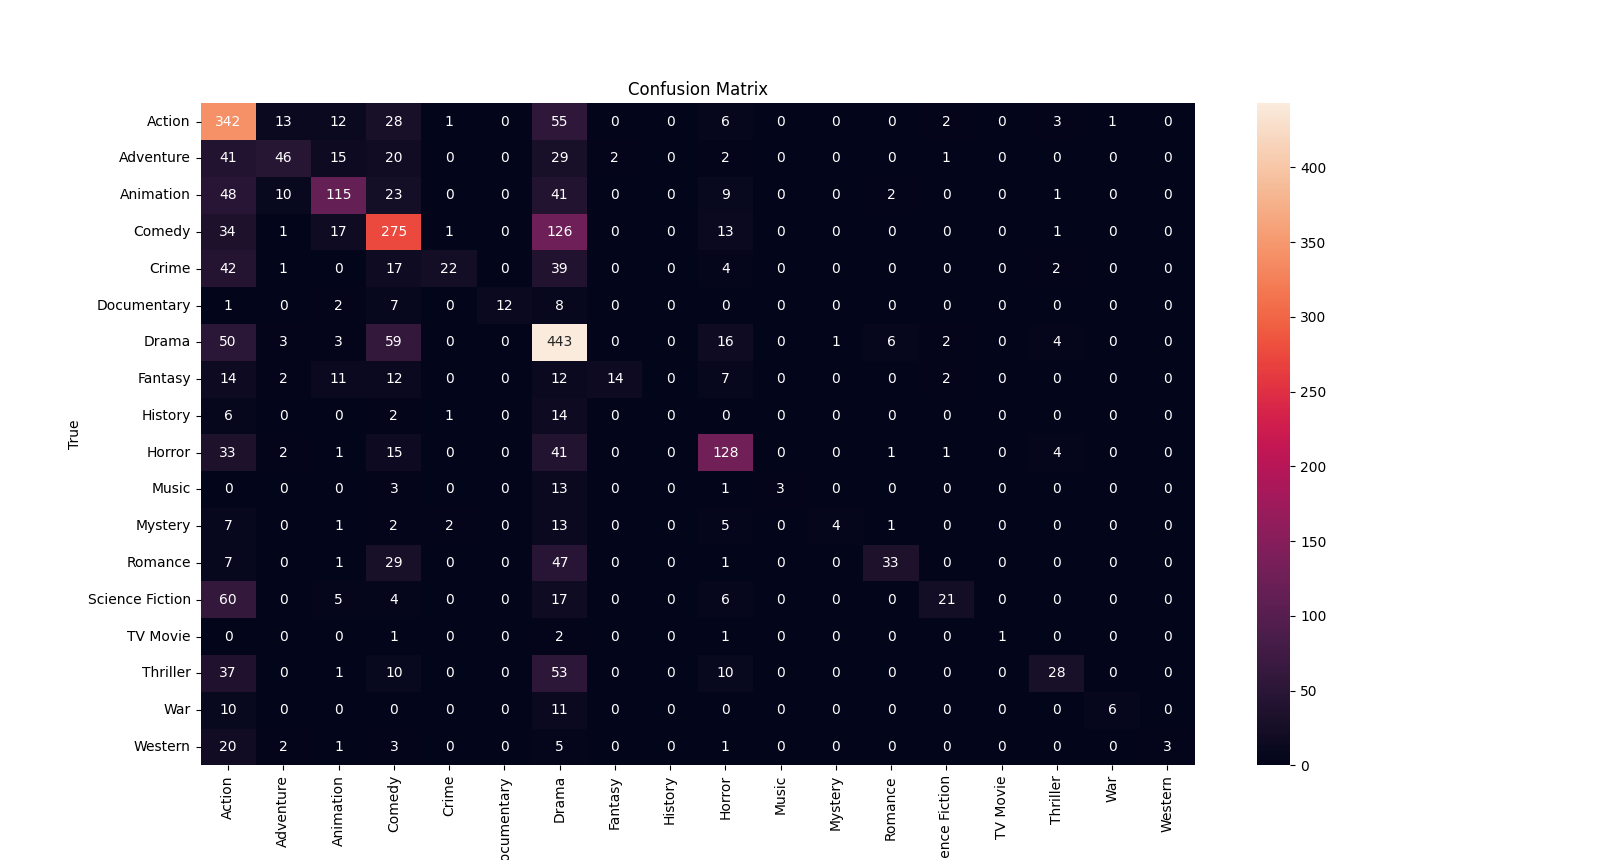 Confusion Matrix
Action 342 13 12 28 1 0 55 0 0 6 0 0 0 2 0 3 1 0
Adventure 41 46 15 20 0 0 29 2 0 2 0 0 0 1 0 0 0 0
Animation 48 10 115 23 0 0 41 0 0 9 0 0 2 0 0 1 0 0
Comedy 34 1 17 275 1 0 126 0 0 13 0 0 0 0 0 1 0 0
Crime 42 1 0 17 22 0 39 0 0 4 0 0 0 0 0 2 0 0
Documentary 1 0 2 7 0 12 8 0 0 0 0 0 0 0 0 0 0 0
Drama 50 3 3 59 0 0 443 0 0 16 0 1 6 2 0 4 0 0
Fantasy 14 2 11 12 0 0 12 14 0 7 0 0 0 2 0 0 0 0
History 6 0 0 2 1 0 14 0 0 0 0 0 0 0 0 0 0 0
Horror 33 2 1 15 0 0 41 0 0 128 0 0 1 1 0 4 0 0
Music 0 0 0 3 0 0 13 0 0 1 3 0 0 0 0 0 0 0
Mystery 7 0 1 2 2 0 13 0 0 5 0 4 1 0 0 0 0 0
Romance 7 0 1 29 0 0 47 0 0 1 0 0 33 0 0 0 0 0
Science Fiction 60 0 5 4 0 0 17 0 0 6 0 0 0 21 0 0 0 0
TV Movie 0 0 0 1 0 0 2 0 0 1 0 0 0 0 1 0 0 0
Thriller 37 0 1 10 0 0 53 0 0 10 0 0 0 0 0 28 0 0
War 10 0 0 0 0 0 11 0 0 0 0 0 0 0 0 0 6 0
Western 20 2 1 3 0 0 5 0 0 1 0 0 0 0 0 0 0 3
True
Action
Adventure
Animation
Comedy
Crime
ocumentary
Drama
Fantasy
History
Horror
Music
Mystery
Romance
ence Fiction
TV Movie
Thriller
War
Western
400
350
300
250
200
150
100
50
0